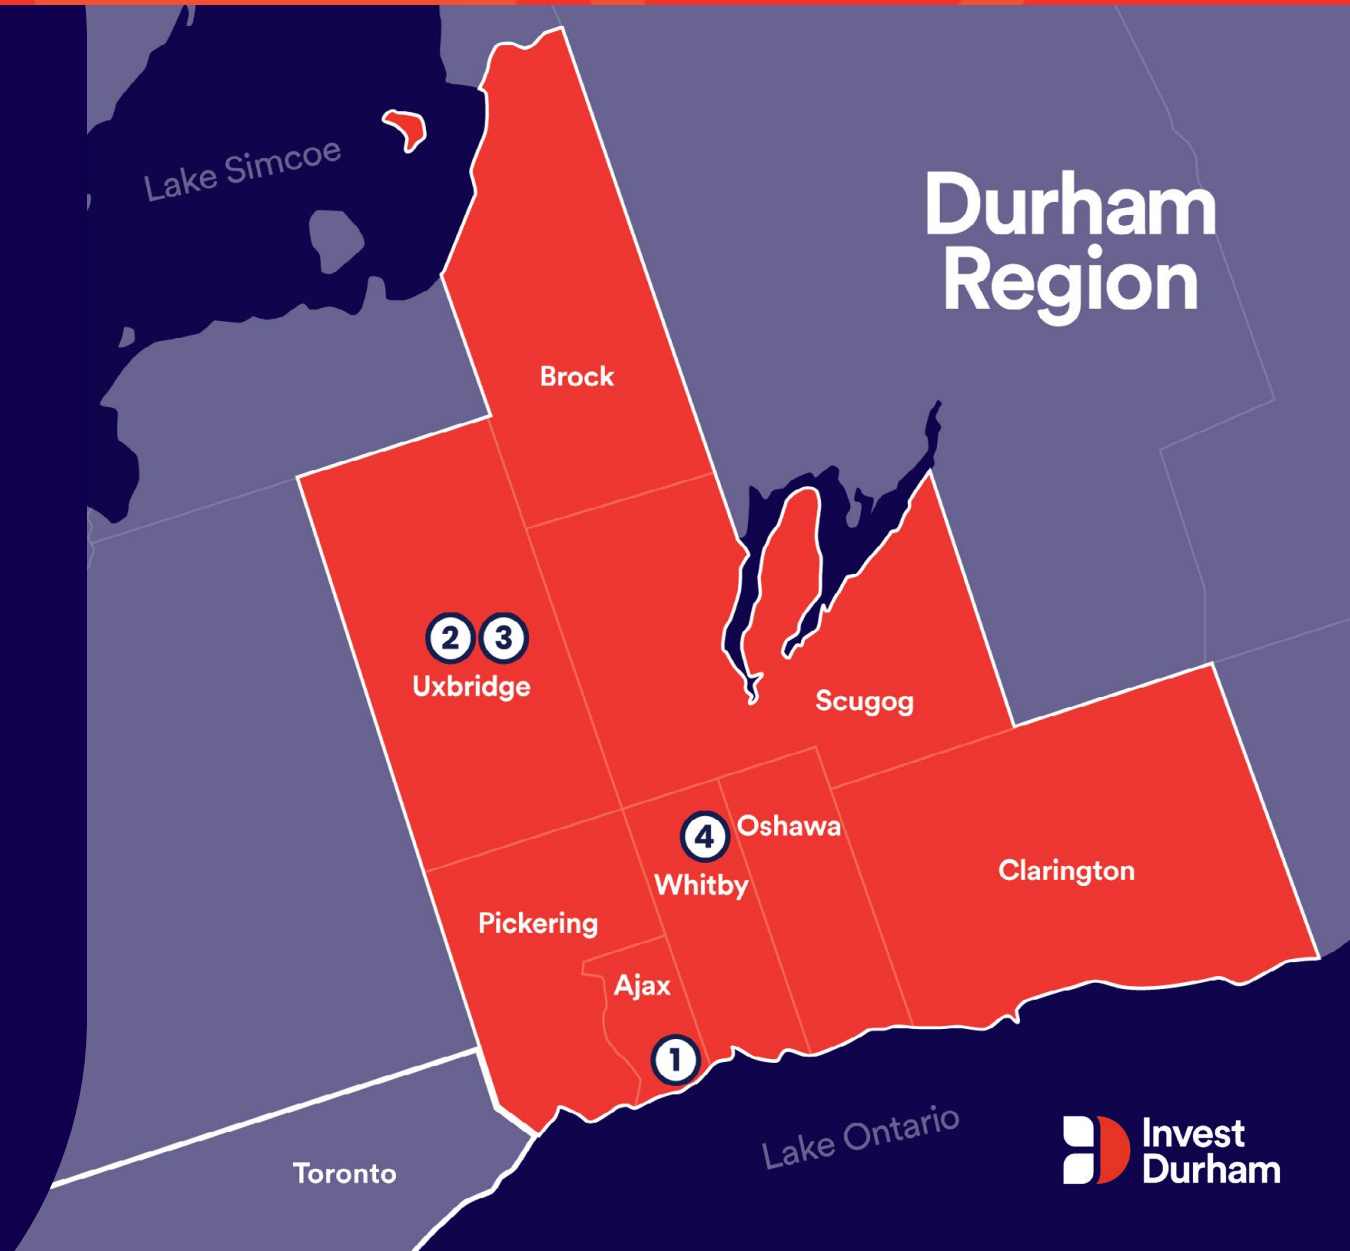 Lake Simcoe
Durham
Region
Brock
2 3
Uxbridge
Scugog
4
Oshawa
Whitby
Clarington
Pickering
Ajax
1
Lake Ontario
Toronto
Invest
Durham